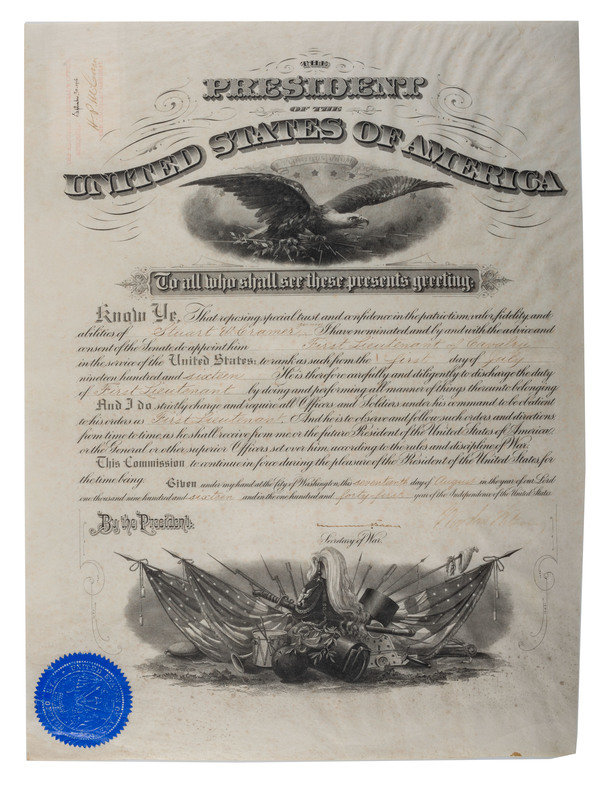 THE
PRESIDENT
OF THE
UNITED STATES OF AMERICA
To all who shall see these presents greeting:
Know Ye, That reposing special trust and confidence in the patriotism, valor, fidelity and
abilities of Stuart W. Cramer, I have nominated and by and with the advice and
consent of the Senate do appoint him First Lieutenant of Cavalry
in the service of the United States: to rank as such from the first day of July
nineteen hundred and sixteen. He is therefore carefully and diligently to discharge the duty
of First Lieutenant by doing and performing all manner of things thereunto belonging
And I do strictly charge and require all Officers and Soldiers under his command to be obedient
to his orders as First Lieutenant. And he is to observe and follow such orders and directions
from time to time, as he shall receive from me or the future President of the United States of America
or the General or other superior Officers set over him, according to the rules and discipline of War.
This Commission to continue in force during the pleasure of the President of the United States for
the time being.
Given under my hand at the City of Washington, this seventeenth day of August in the year of our Lord
one thousand nine hundred and sixteen and in the one hundred and forty-first year of the Independence of the United States
By the President:
Secretary of War.